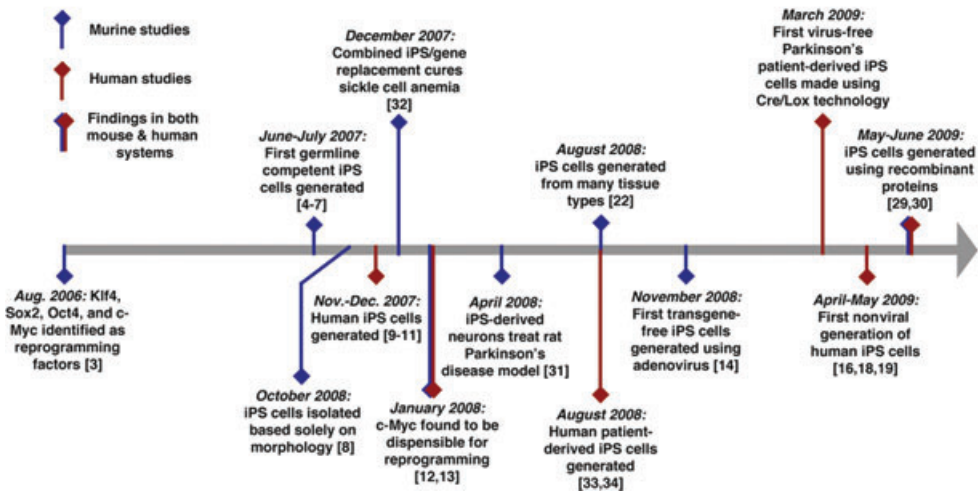 Murine studies
Human studies
Findings in both
mouse & human
systems
Aug. 2006: Klf4,
Sox2, Oct4, and c-
Myc identified as
reprogramming
factors [3]
June-July 2007:
First germline
competent iPS
cells generated
[4-7]
October 2008:
iPS cells isolated
based solely on
morphology [8]
Nov.-Dec. 2007:
Human iPS cells
generated [9-11]
December 2007:
Combined iPS/gene
replacement cures
sickle cell anemia
[32]
January 2008:
c-Myc found to be
dispensible for
reprogramming
[12,13]
April 2008:
iPS-derived
neurons treat rat
Parkinson's
disease model [31]
August 2008:
iPS cells generated
from many tissue
types [22]
August 2008:
Human patient-
derived iPS cells
generated
[33,34]
November 2008:
First transgene-
free iPS cells
generated using
adenovirus [14]
March 2009:
First virus-free
Parkinson's
patient-derived iPS
cells made using
Cre/Lox technology
April-May 2009:
First nonviral
generation of
human iPS cells
[16,18,19]
May-June 2009:
iPS cells generated
using recombinant
proteins
[29,30]